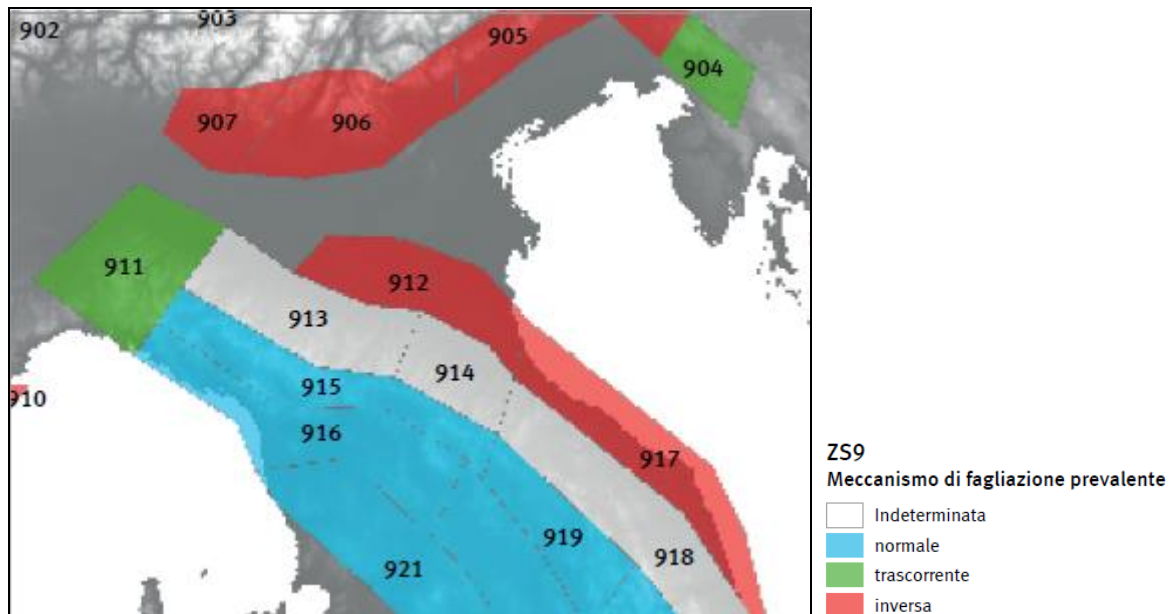 902
903
905
904
907
906
911
912
913
914
910
915
916
917
919
918
921
ZS9
Meccanismo di fagliazione prevalente
Indeterminata
normale
trascorrente
inversa